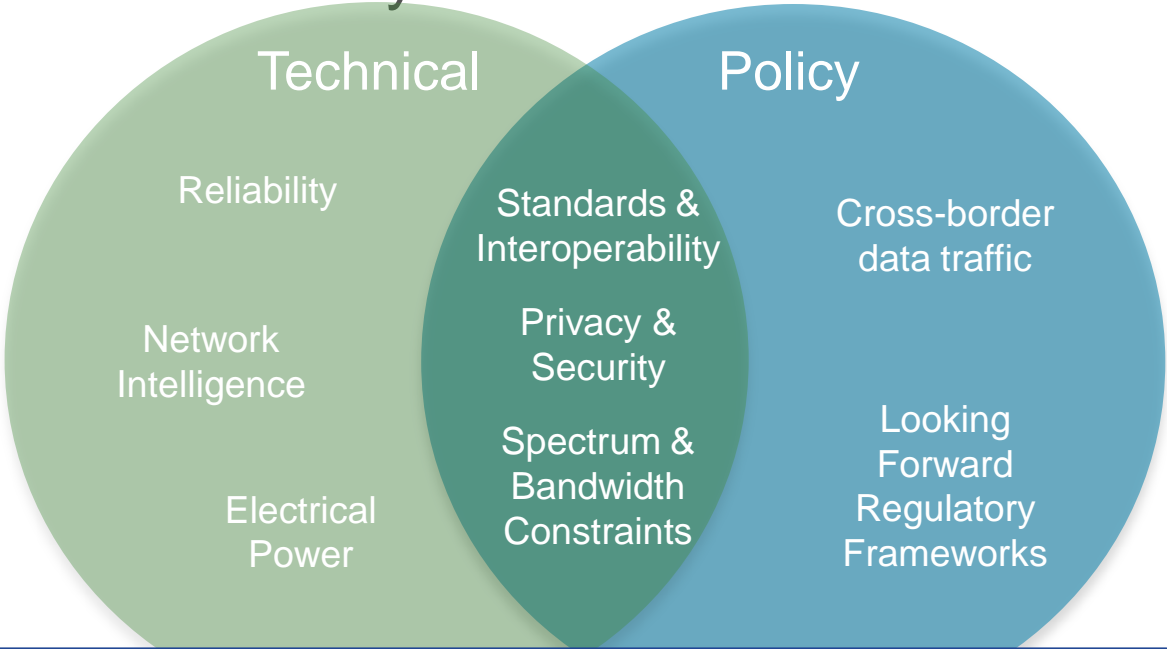 Technical
Policy
Reliability
Network
Intelligence
Electrical
Power
Standards &
Interoperability
Privacy &
Security
Spectrum &
Bandwidth
Constraints
Cross-border
data traffic
Looking
Forward
Regulatory
Frameworks